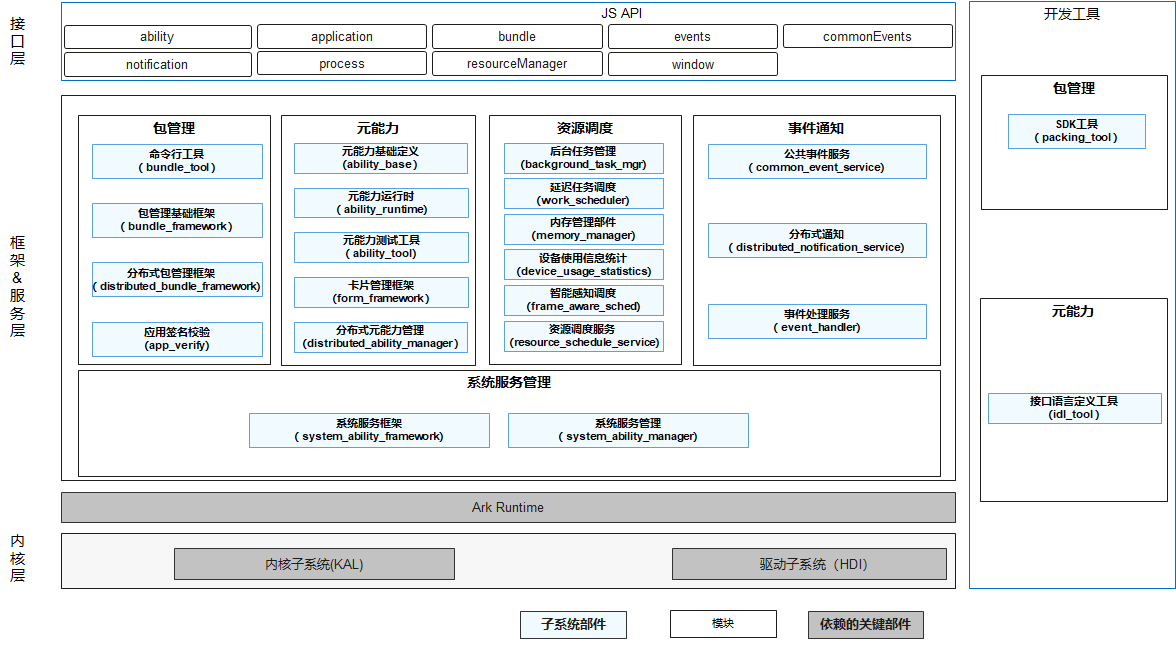 接口层
JS API
ability
application
bundle
events
commonEvents
notification
process
resourceManager
window
框架&服务层
包管理
命令行工具
( bundle_tool )
包管理基础框架
( bundle_framework )
分布式包管理框架
( distributed_bundle_framework)
应用签名校验
(app_verify)
元能力
元能力基础定义
(ability_base )
元能力运行时
( ability_runtime)
元能力测试工具
( ability_tool)
卡片管理框架
(form_framework )
分布式元能力管理
(distributed_ability_manager )
资源调度
后台任务管理
(background_task_mgr)
延迟任务调度
(work_scheduler)
内存管理部件
(memory_manager)
设备使用信息统计
(device_usage_statistics)
智能感知调度
(frame_aware_sched)
资源调度服务
(resource_schedule_service)
事件通知
公共事件服务
( common_event_service)
分布式通知
( distributed_notification_service)
事件处理服务
( event_handler)
系统服务管理
系统服务框架
( system_ability_framework)
系统服务管理
( system_ability_manager)
Ark Runtime
内核层
内核子系统(KAL)
驱动子系统（HDI）
开发工具
包管理
SDK工具
( packing_tool )
元能力
接口语言定义工具
(idl_tool )
子系统部件
模块
依赖的关键部件